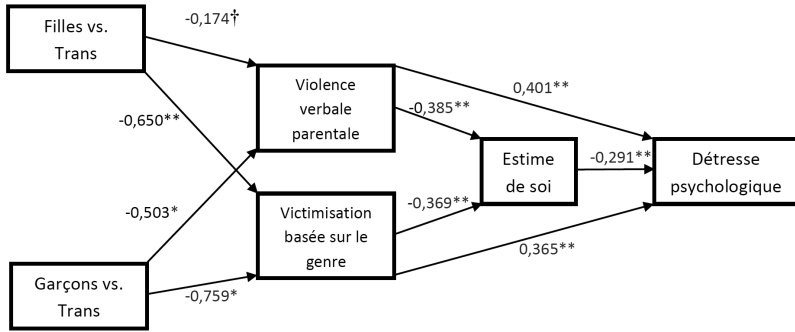 Filles vs.
Trans
-0,174†
-0,650**
Violence
verbale
parentale
0,401**
-0,385**
Estime
de soi
-0,291**
Détresse
psychologique
-0,503*
Victimisation
basée sur le
genre
-0,369**
0,365**
Garçons vs.
Trans
-0,759*